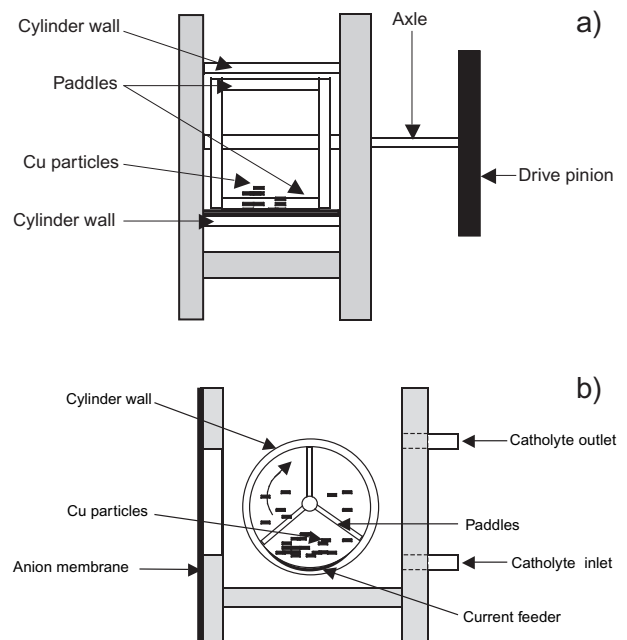 a)
Cylinder wall
Axle
Paddles
Cu particles
Drive pinion
Cylinder wall
b)
Cylinder wall
Catholyte outlet
Cu particles
Paddles
Anion membrane
Catholyte inlet
Current feeder